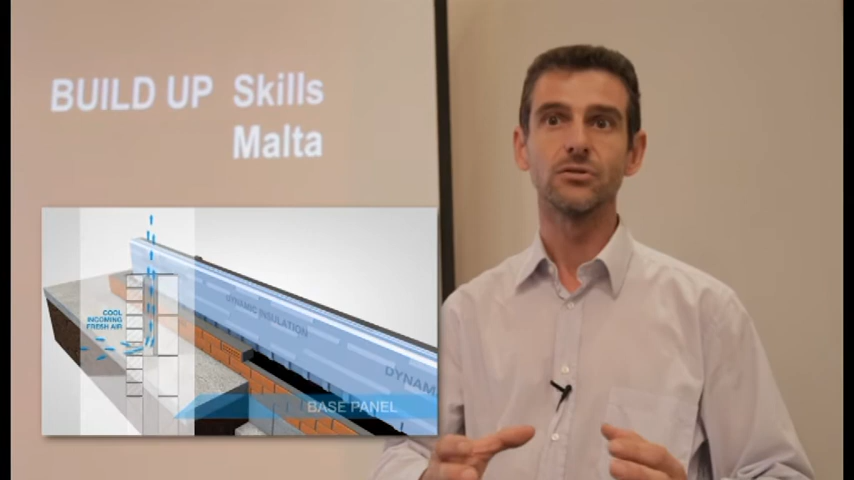 BUILD UP Skills
Malta
DYNAMIC INSULATION
COOL
INCOMING
FRESH AIR
DYNAM
BASE PANEL